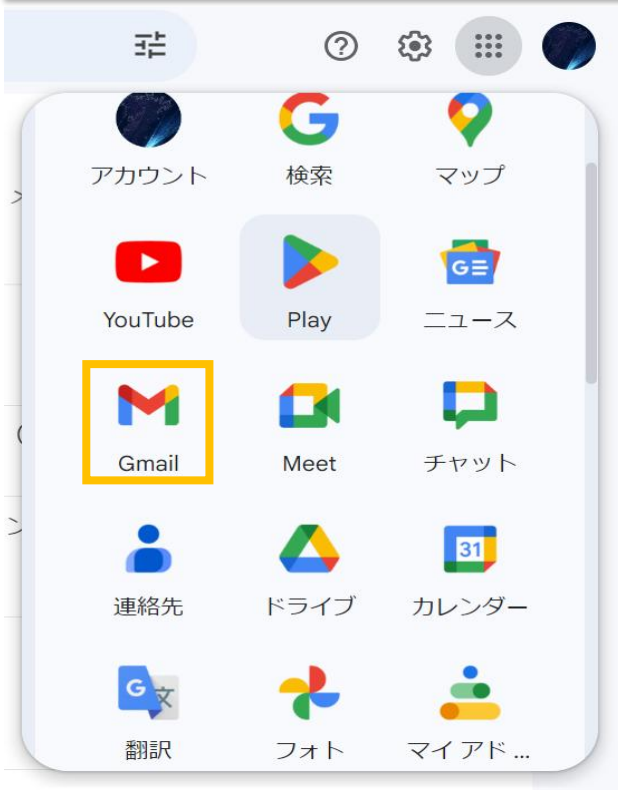 アカウント 検索 マップ
YouTube Play ニュース
Gmail Meet チャット
31
連絡先 ドライブ カレンダー
G 文
翻訳 フォト マイ アド ...